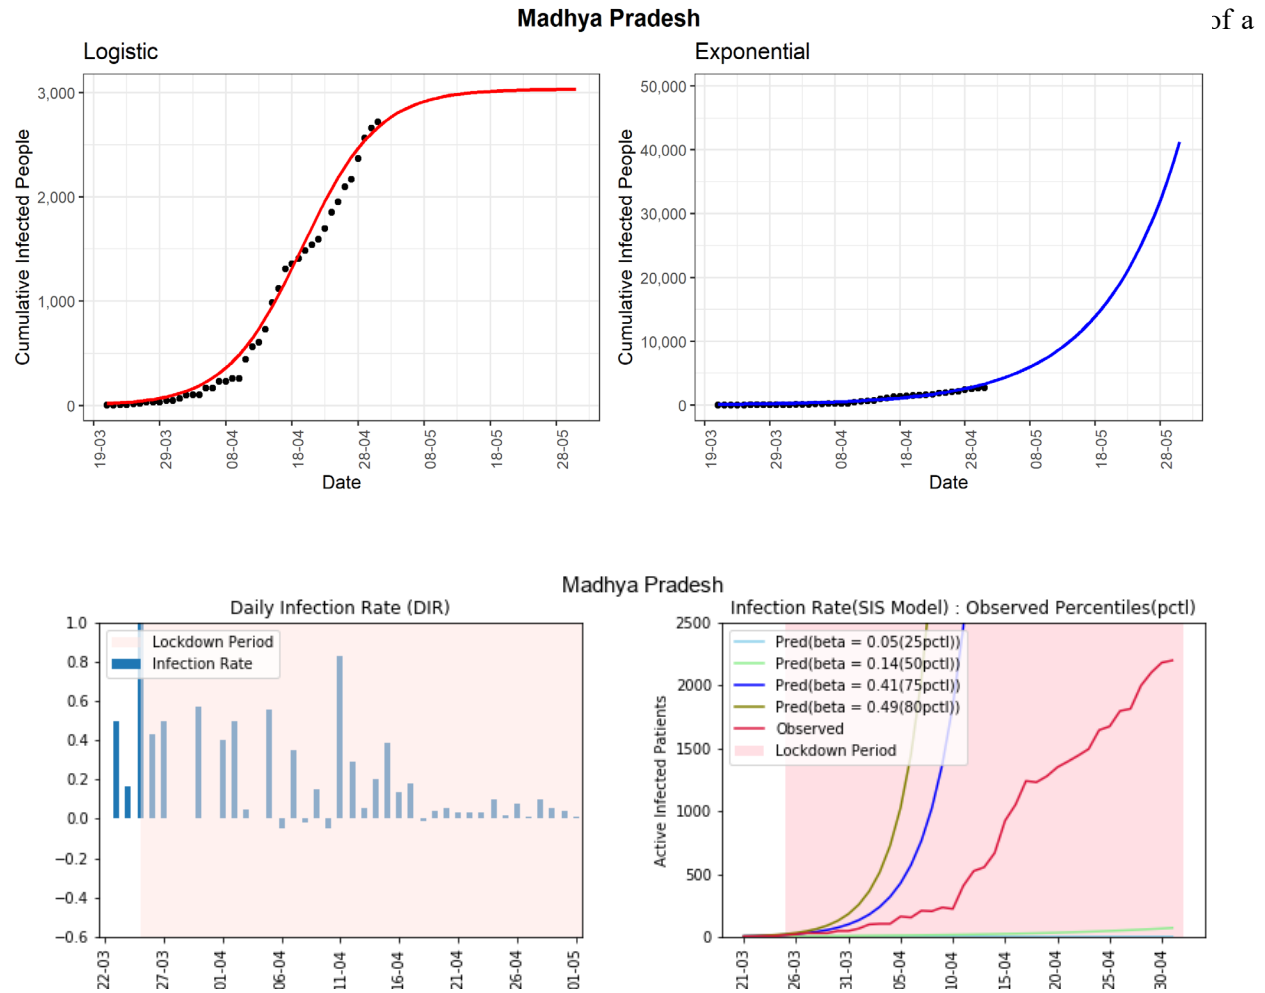 Madhya Pradesh
of a
Logistic
Exponential
Cumulative Infected People
3,000
2,000
1,000
0
19-03
29-03
08-04
18-04
28-04
08-05
18-05
28-05
Date
Cumulative Infected People
50,000
40,000
30,000
20,000
10,000
0
19-03
29-03
08-04
18-04
28-04
08-05
18-05
28-05
Date
Madhya Pradesh
Daily Infection Rate (DIR)
1.0
0.8
0.6
0.4
0.2
0.0
−0.2
−0.4
−0.6
Lockdown Period
Infection Rate
22-03
27-03
01-04
06-04
11-04
16-04
21-04
26-04
01-05
Infection Rate(SIS Model) : Observed Percentiles(pctl)
Active Infected Patients
2500
2000
1500
1000
500
0
Pred(beta = 0.05(25pctl))
Pred(beta = 0.14(50pctl))
Pred(beta = 0.41(75pctl))
Pred(beta = 0.49(80pctl))
Observed
Lockdown Period
21-03
26-03
31-03
05-04
10-04
15-04
20-04
25-04
30-04